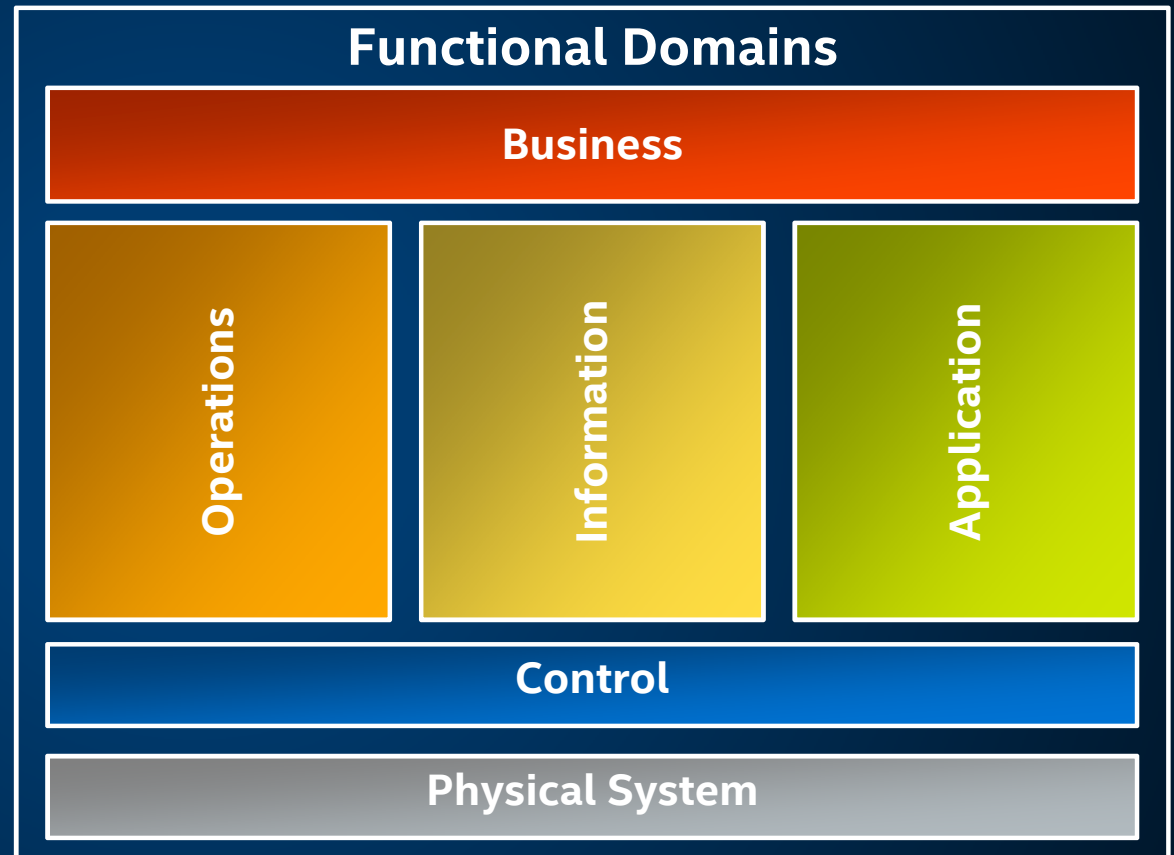 Functional Domains
Business
Operations
Information
Application
Control
Physical System